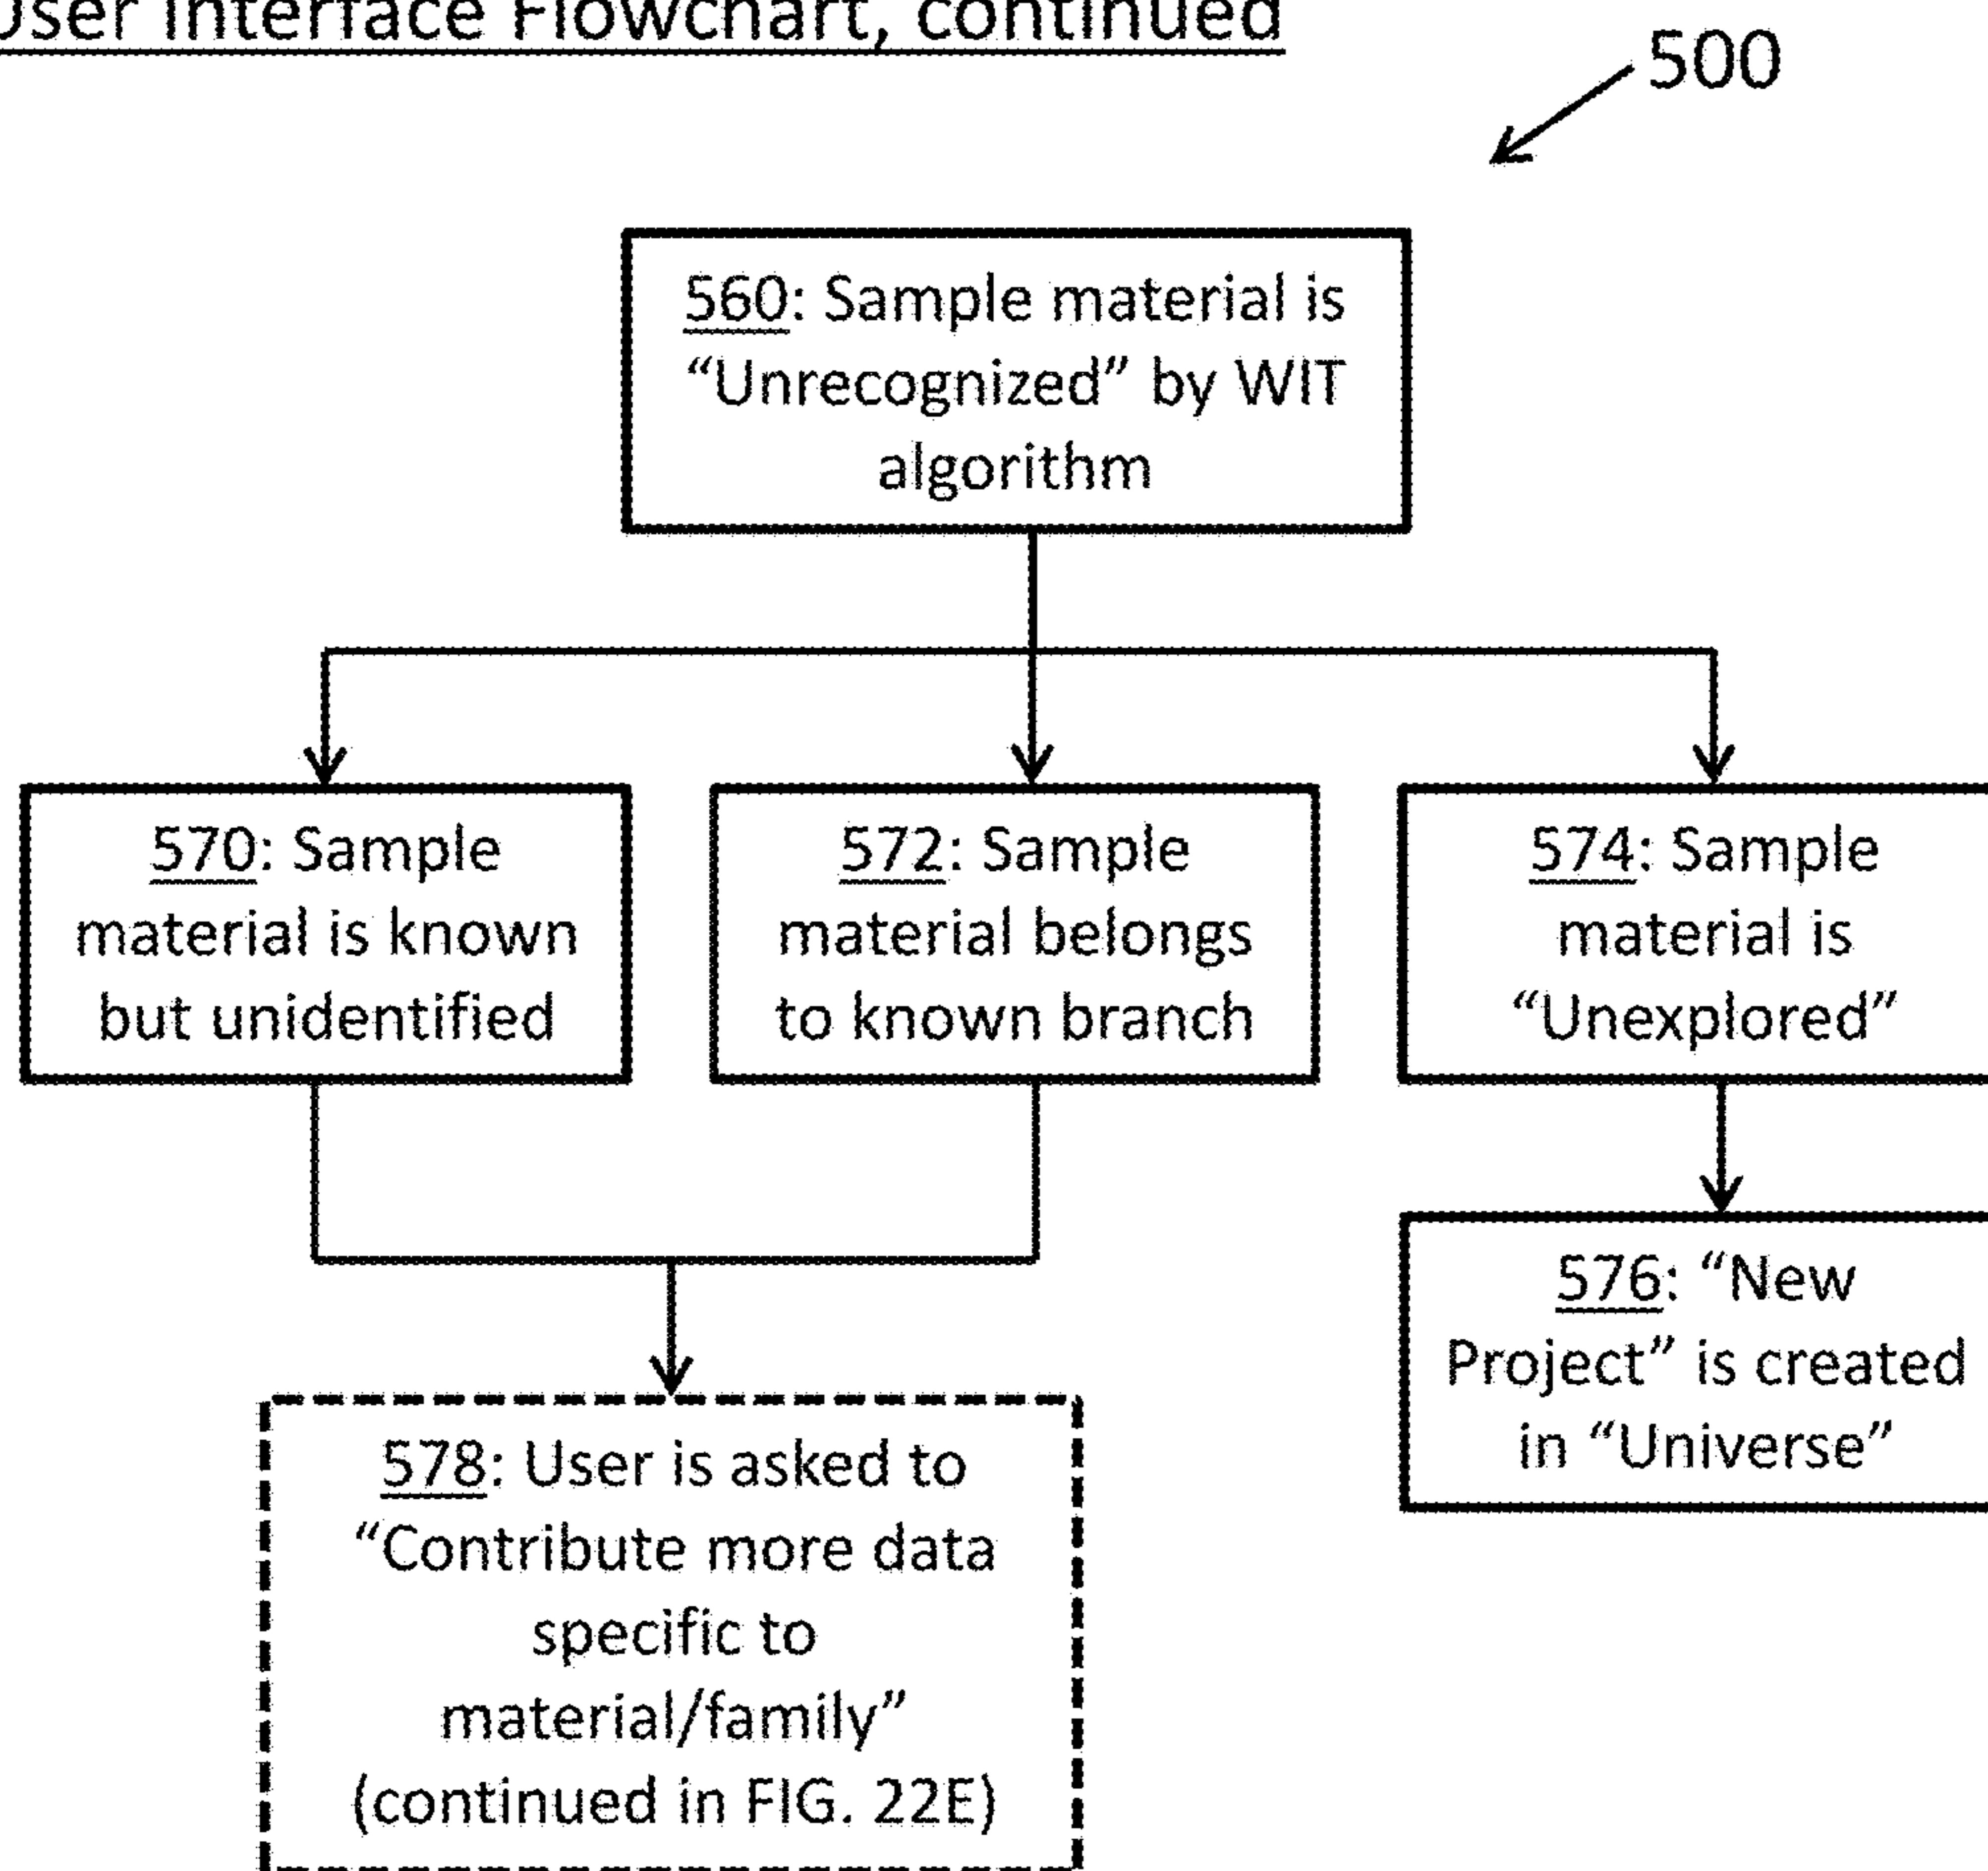 User Interface Flowchart, continued
500
560: Sample material is
“Unrecognized” by WIT
algorithm
570: Sample
material is known
but unidentified
572: Sample
material belongs
to known branch
574: Sample
material is
“Unexplored”
576: “New
Project” is created
in “Universe”
578: User is asked to
“Contribute more data
specific to
material/family”
(continued in FIG. 22E)